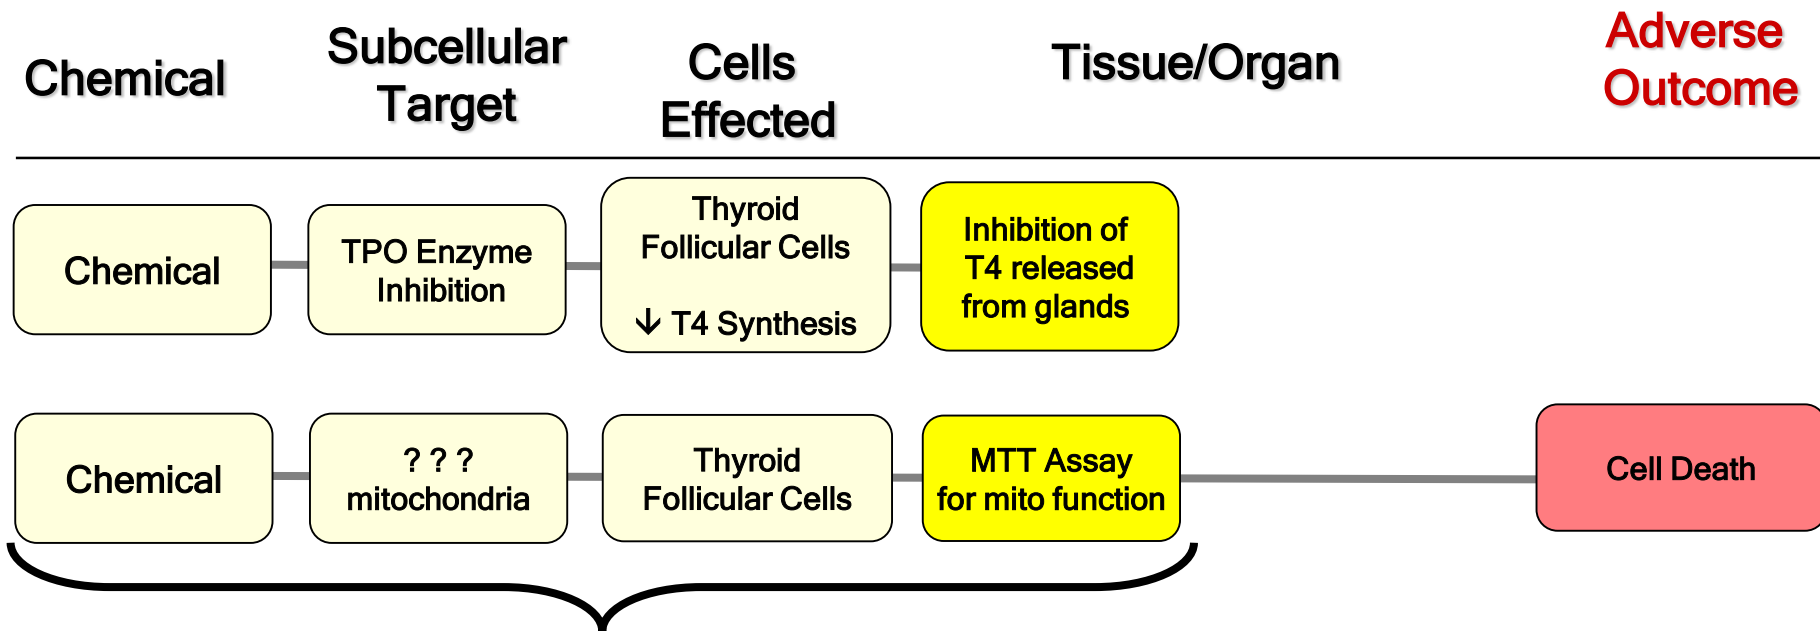 Chemical
Subcellular
Target
Cells
Effected
Tissue/Organ
Adverse
Outcome
Chemical
TPO Enzyme
Inhibition
Thyroid
Follicular Cells
↓ T4 Synthesis
Inhibition of
T4 released
from glands
Chemical
? ? ?
mitochondria
Thyroid
Follicular Cells
MTT Assay
for mito function
Cell Death